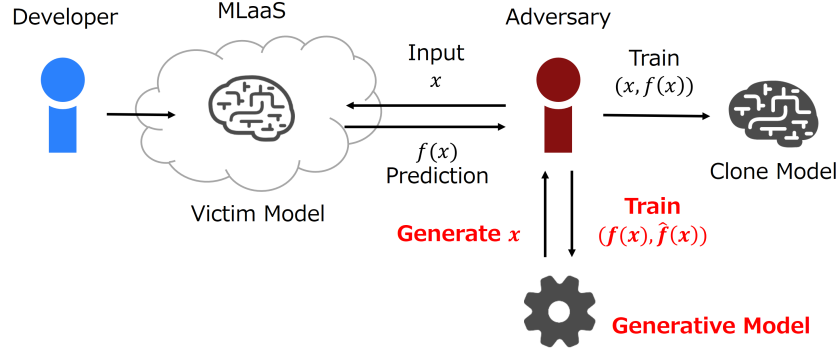 Developer
MLaaS
Adversary
Input
x
Train
(x, f(x))
f(x)
Prediction
Victim Model
Clone Model
Generate x
Train
(f(x), f̂(x))
Generative Model